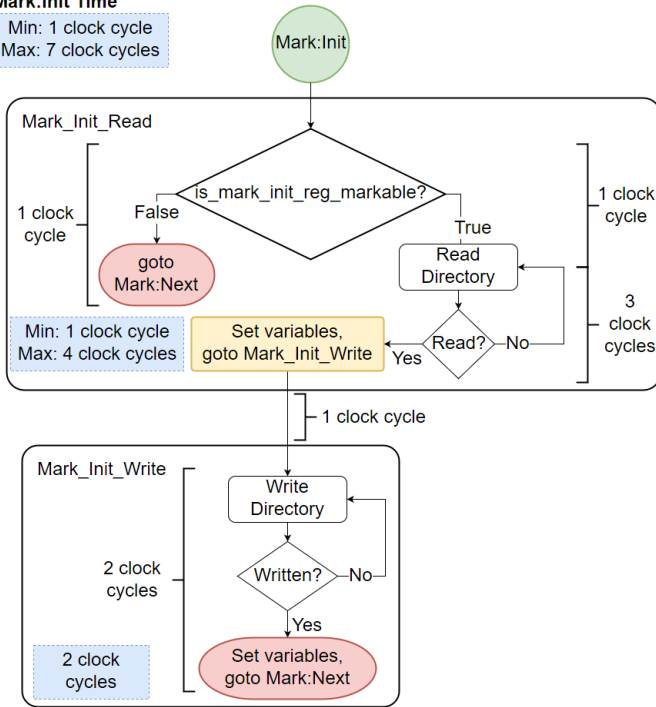 Mark:Init Time
Min: 1 clock cycle
Max: 7 clock cycles
Mark:Init
Mark_Init_Read
is_mark_init_reg_markable?
1 clock
cycle
False
True
1 clock
cycle
goto
Mark:Next
Read
Directory
Min: 1 clock cycle
Max: 4 clock cycles
Set variables,
goto Mark_Init_Write
Yes
Read?
No
3
clock
cycles
1 clock cycle
Mark_Init_Write
Write
Directory
2 clock
cycles
Written?
No
Yes
2 clock
cycles
Set variables,
goto Mark:Next